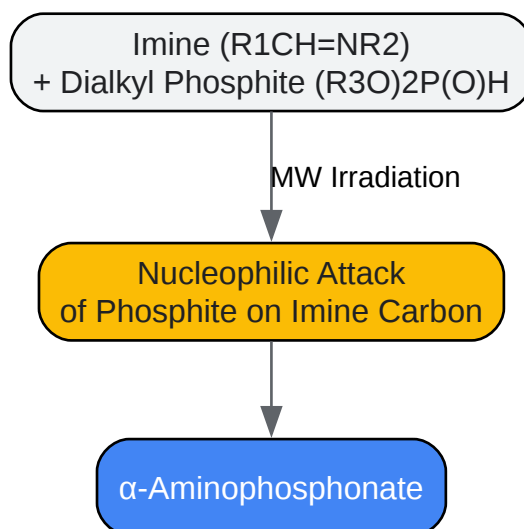 Imine (R1CH=NR2)
+ Dialkyl Phosphite (R3O)2P(O)H
MW Irradiation
Nucleophilic Attack
of Phosphite on Imine Carbon
α-Aminophosphonate